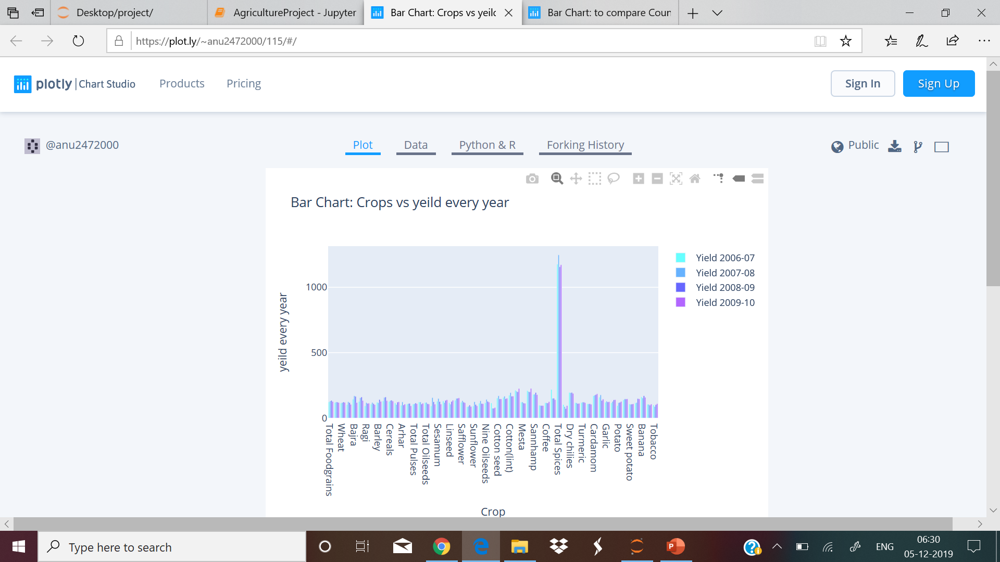 Desktop/project/
AgricultureProject - Jupyter
Bar Chart: Crops vs yeilc
Bar Chart: to compare Coun
https://plot.ly/~anu2472000/115/#/
plotly | Chart Studio
Products
Pricing
Sign In
Sign Up
@anu2472000
Plot
Data
Python & R
Forking History
Public
Bar Chart: Crops vs yeild every year
yeild every year
1000
500
0
Yield 2006-07
Yield 2007-08
Yield 2008-09
Yield 2009-10
Total Foodgrains
Wheat
Bajra
Ragi
Barley
Cereals
Arhar
Total Pulses
Total Oilseeds
Sesamum
Linseed
Safflower
Sunflower
Nine Oilseeds
Cotton seed
Cotton(lint)
Mesta
Sannhamp
Coffee
Total Spices
Dry chilies
Turmeric
Cardamom
Garlic
Potato
Sweet potato
Banana
Tobacco
Crop
Type here to search
P
ENG
06:30
05-12-2019